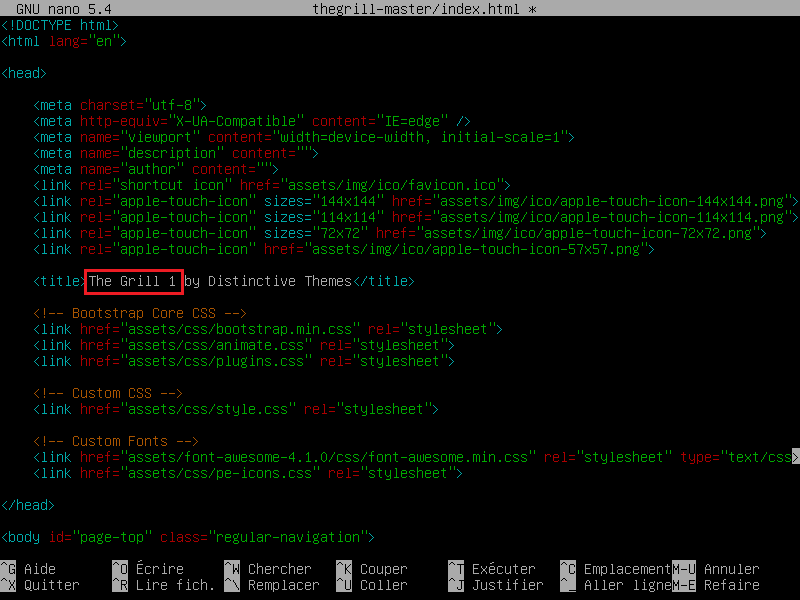 GNU nano 5.4 thegrill-master/index.html *
<!DOCTYPE html>
<html lang="en">
<head>
<meta charset="utf-8">
<meta http-equiv="X-UA-Compatible" content="IE=edge" />
<meta name="viewport" content="width=device-width, initial-scale=1">
<meta name="description" content="">
<meta name="author" content="">
<link rel="shortcut icon" href="assets/img/ico/favicon.ico">
<link rel="apple-touch-icon" sizes="144x144" href="assets/img/ico/apple-touch-icon-144x144.png">
<link rel="apple-touch-icon" sizes="114x114" href="assets/img/ico/apple-touch-icon-114x114.png">
<link rel="apple-touch-icon" sizes="72x72" href="assets/img/ico/apple-touch-icon-72x72.png">
<link rel="apple-touch-icon" href="assets/img/ico/apple-touch-icon-57x57.png">
<title>The Grill 1 by Distinctive Themes</title>
<!-- Bootstrap Core CSS -->
<link href="assets/css/bootstrap.min.css" rel="stylesheet">
<link href="assets/css/animate.css" rel="stylesheet">
<link href="assets/css/plugins.css" rel="stylesheet">
<!-- Custom CSS -->
<link href="assets/css/style.css" rel="stylesheet">
<!-- Custom Fonts -->
<link href="assets/font-awesome-4.1.0/css/font-awesome.min.css" rel="stylesheet" type="text/css>
<link href="assets/css/pe-icons.css" rel="stylesheet">
</head>
<body id="page-top" class="regular-navigation">
^G Aide ^O Écrire ^W Chercher ^K Couper ^T Exécuter ^C Emplacement M-U Annuler
^X Quitter ^R Lire fich. ^\ Remplacer ^U Coller ^J Justifier ^_ Aller ligne M-E Refaire